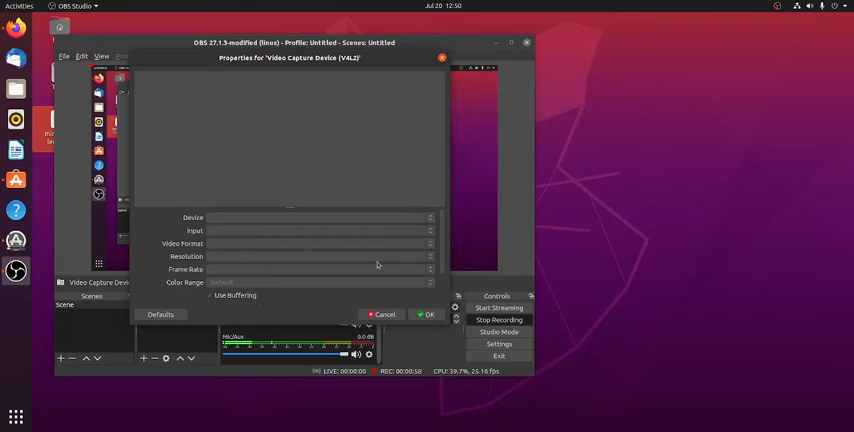 Activities
OBS Studio
Jul 20 12:50
OBS 27.1.3-modified (linux) - Profile: Untitled - Scenes: Untitled
File Edit View
Properties for 'Video Capture Device (V4L2)'
Device
Input
Video Format
Resolution
Frame Rate
Color Range Default
Use Buffering
Defaults
Cancel
OK
Video Capture Devi
Scenes
Scene
Mic/Aux
0.0 dB
Controls
Start Streaming
Stop Recording
Studio Mode
Settings
Exit
LIVE: 00:00:00
REC: 00:00:58
CPU: 39.7%, 25.16 fps